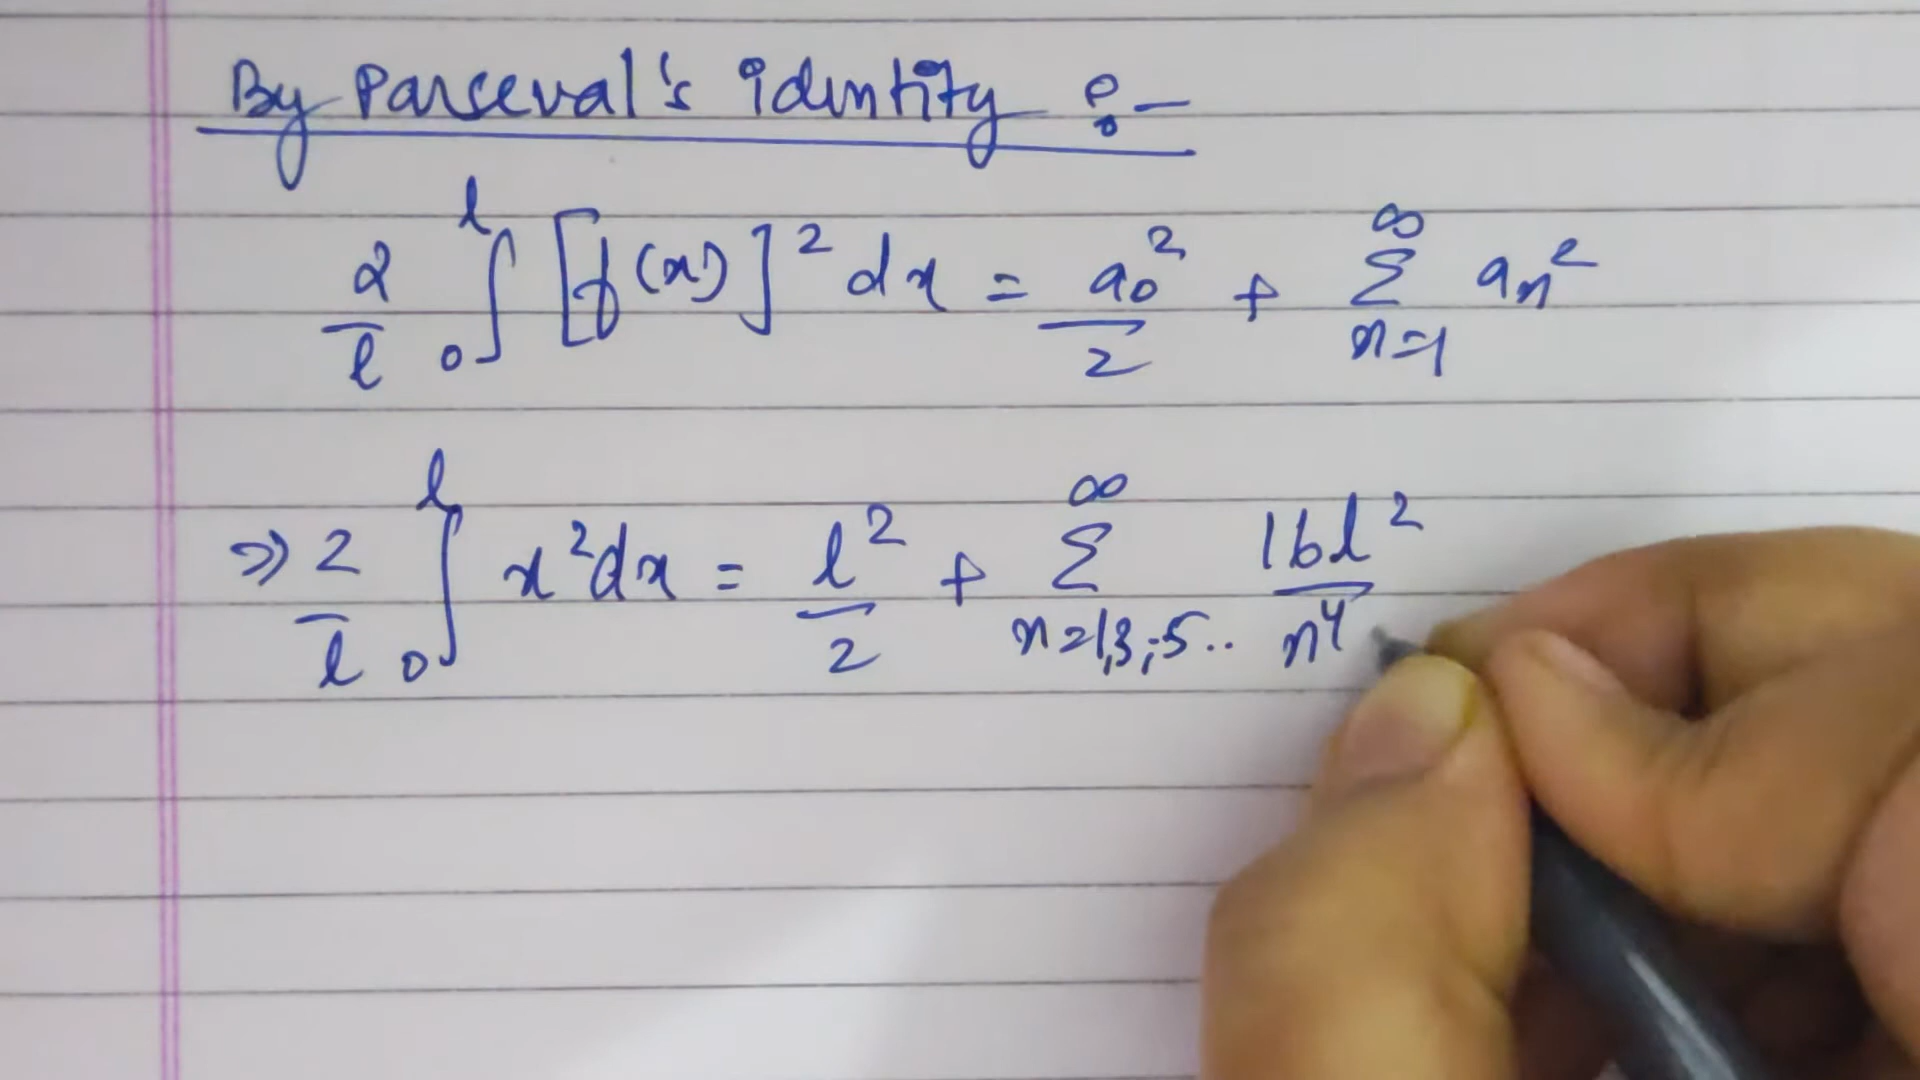 By Parseval's identity :-
2/l ∫₀^l [f(x)]² dx = a₀²/2 + Σ_{n=1}^∞ aₙ²
⇒ 2/l ∫₀^l x² dx = l²/2 + Σ_{n=1,3,5..}^∞ 16l²/n⁴